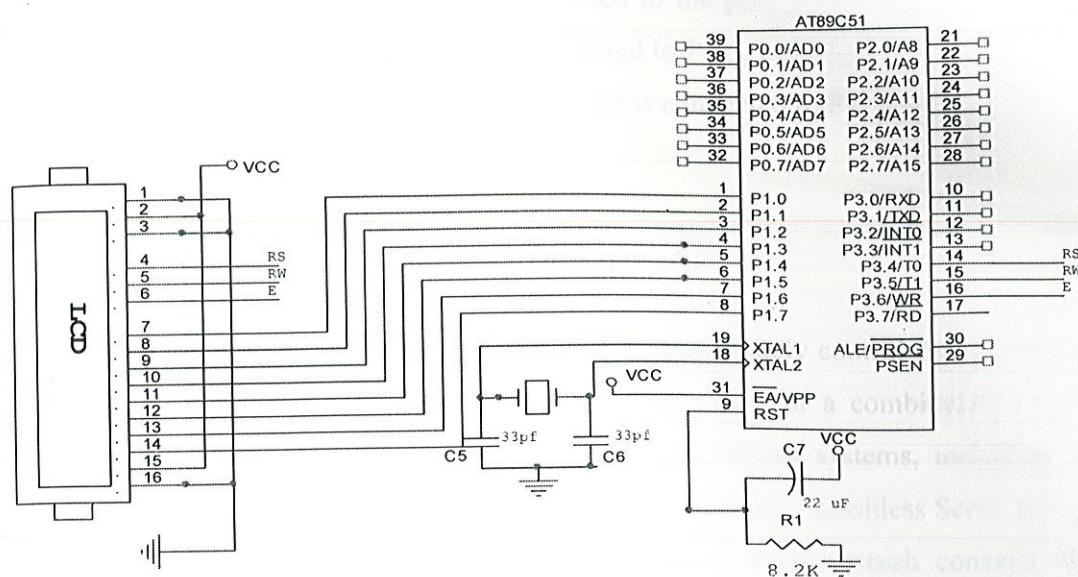 AT89C51
39 P0.0/AD0 P2.0/A8 21
38 P0.1/AD1 P2.1/A9 22
37 P0.2/AD2 P2.2/A10 23
36 P0.3/AD3 P2.3/A11 24
35 P0.4/AD4 P2.4/A12 25
34 P0.5/AD5 P2.5/A13 26
33 P0.6/AD6 P2.6/A14 27
32 P0.7/AD7 P2.7/A15 28
1 P1.0 P3.0/RXD 10
2 P1.1 P3.1/TXD 11
3 P1.2 P3.2/INT0 12
4 P1.3 P3.3/INT1 13
5 P1.4 P3.4/T0 14 RS
6 P1.5 P3.5/T1 15 RW
7 P1.6 P3.6/WR 16 E
8 P1.7 P3.7/RD 17
19 XTAL1 ALE/PROG 30
18 XTAL2 PSEN 29
31 EA/VPP
9 RST
VCC
LCD
1
2
3
4 RS
5 RW
6 E
7
8
9
10
11
12
13
14
15
16
VCC
33pf 33pf
C5 C6
VCC
C7
22 uF
R1
8.2K